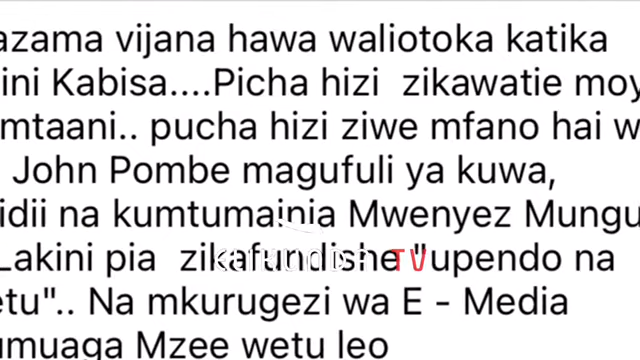 azama vijana hawa waliotoka katika
ini Kabisa....Picha hizi zikawatie moy
mtaani.. pucha hizi ziwe mfano hai w
John Pombe magufuli ya kuwa,
idii na kumtumainia Mwenyez Mungu
Lakini pia zikafundishe "upendo na
etu".. Na mkurugezi wa E - Media
umuaga Mzee wetu leo
TV